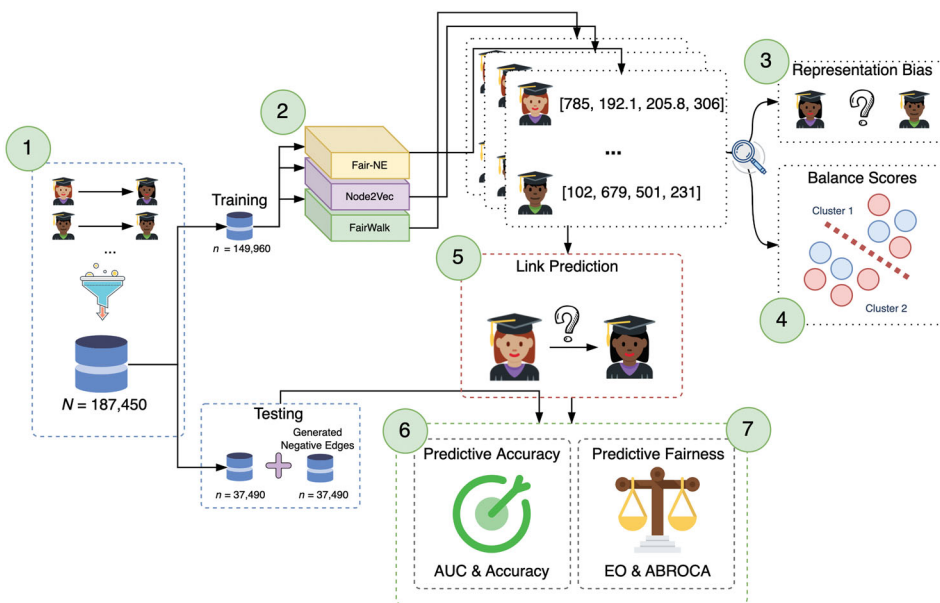 1
...
N = 187,450
Training
n = 149,960
2
Fair-NE
Node2Vec
FairWalk
[785, 192.1, 205.8, 306]
...
[102, 679, 501, 231]
3
Representation Bias
?
Balance Scores
Cluster 1
Cluster 2
4
5
Link Prediction
?
Testing
Generated
Negative Edges
+
n = 37,490
n = 37,490
6
Predictive Accuracy
AUC & Accuracy
7
Predictive Fairness
EO & ABROCA